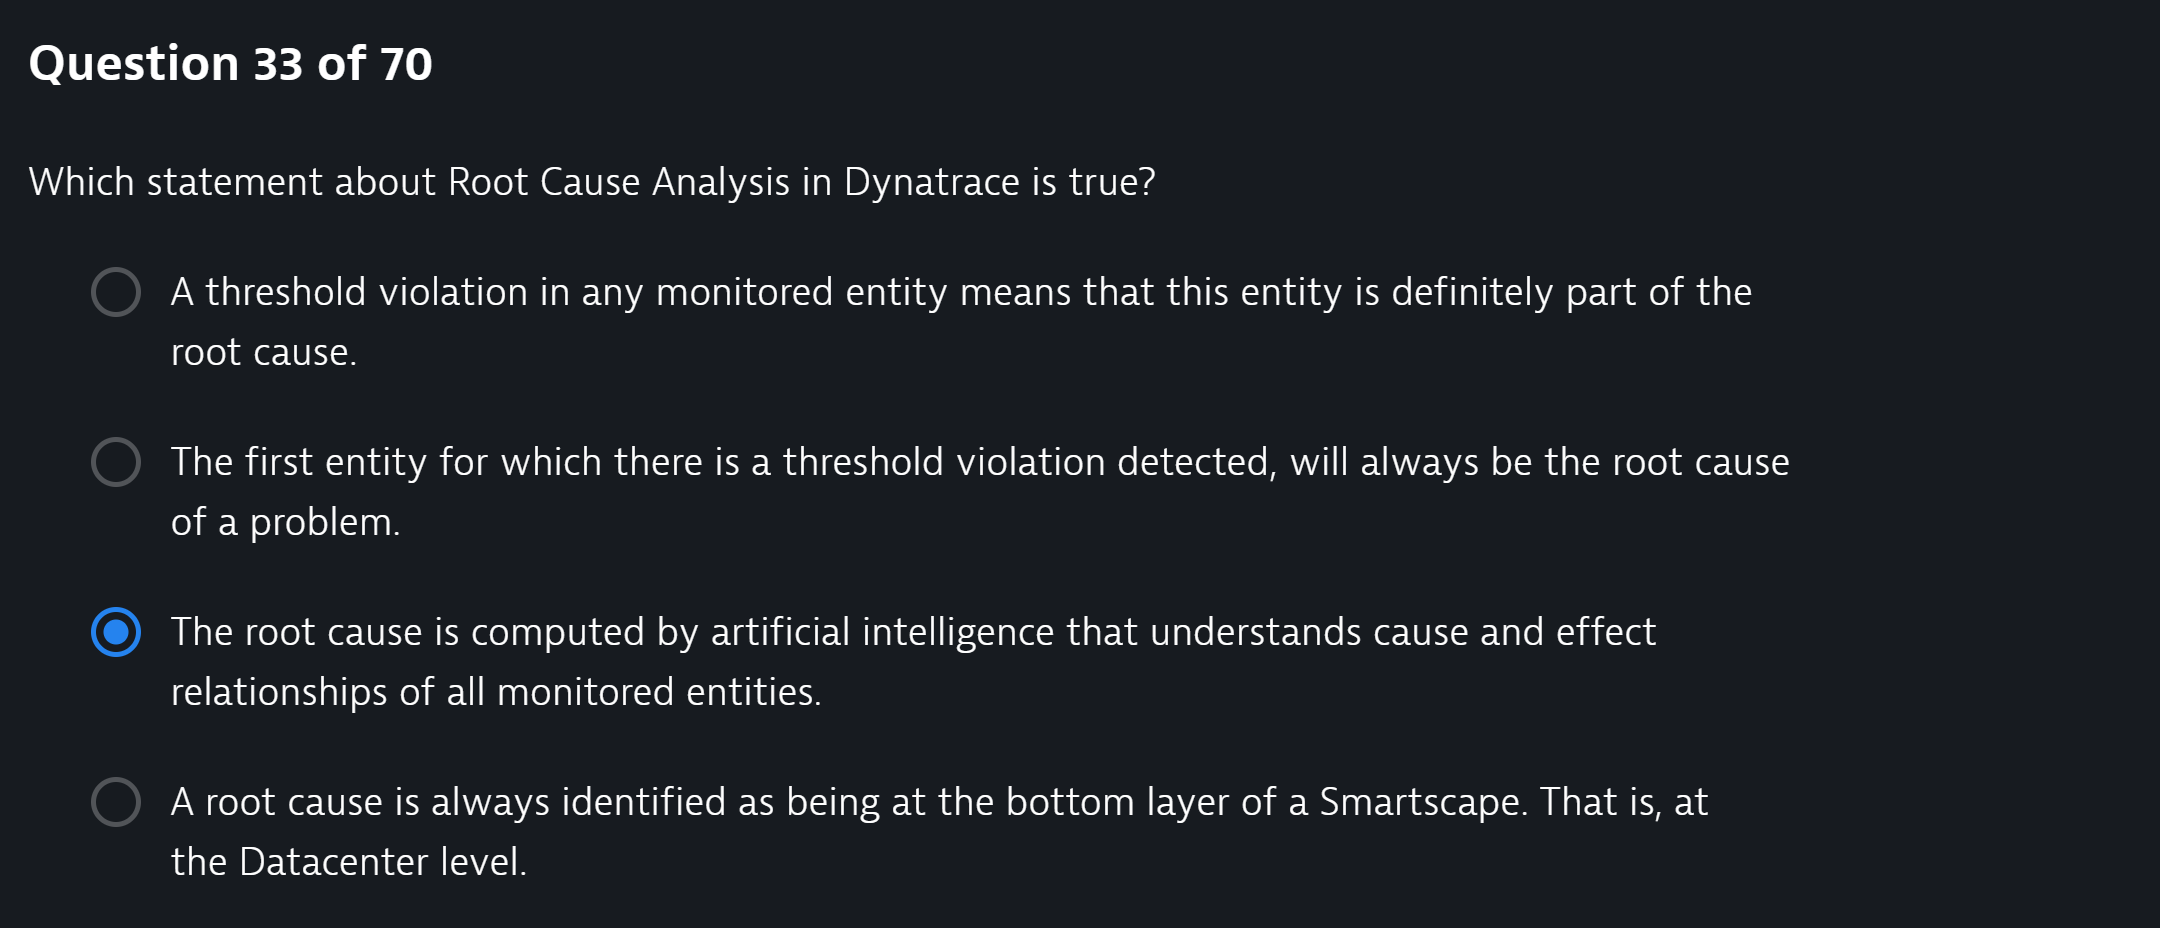 Question 33 of 70
Which statement about Root Cause Analysis in Dynatrace is true?
A threshold violation in any monitored entity means that this entity is definitely part of the
root cause.
The first entity for which there is a threshold violation detected, will always be the root cause
of a problem.
The root cause is computed by artificial intelligence that understands cause and effect
relationships of all monitored entities.
A root cause is always identified as being at the bottom layer of a Smartscape. That is, at
the Datacenter level.